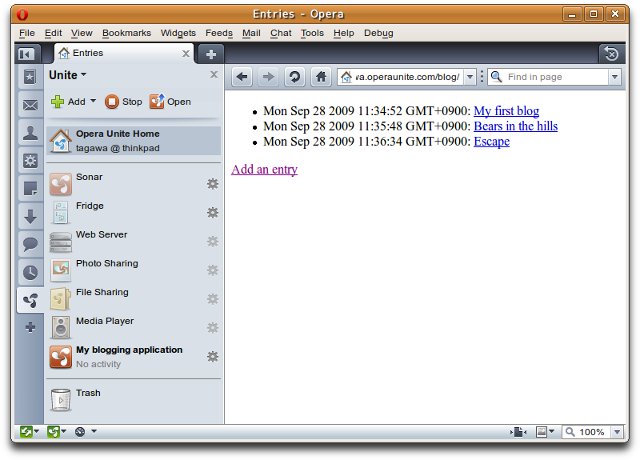 Entries - Opera
File Edit View Bookmarks Widgets Feeds Mail Chat Tools Help Debug
Entries
Unite
va.operaunite.com/blog/ Find in page
Add Stop Open
Opera Unite Home
tagawa @ thinkpad
Sonar
Fridge
Web Server
Photo Sharing
File Sharing
Media Player
My blogging application
No activity
Trash
Mon Sep 28 2009 11:34:52 GMT+0900: My first blog
Mon Sep 28 2009 11:35:48 GMT+0900: Bears in the hills
Mon Sep 28 2009 11:36:34 GMT+0900: Escape
Add an entry
100%